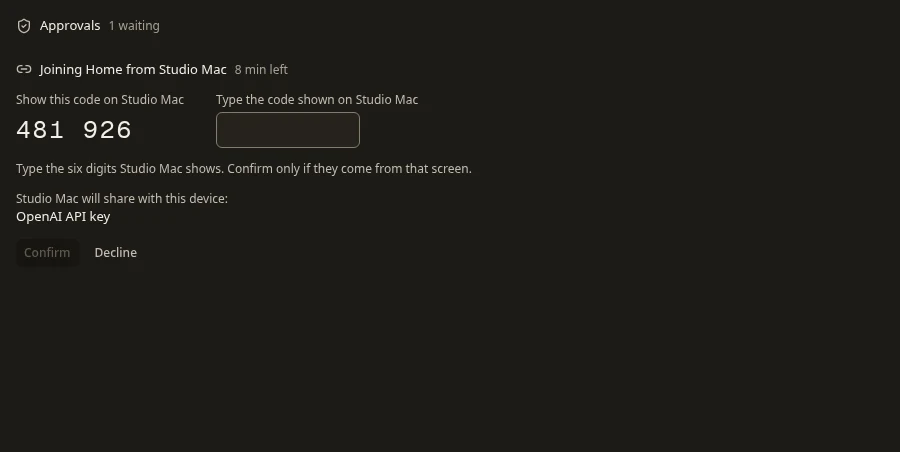 Approvals 1 waiting
Joining Home from Studio Mac 8 min left
Show this code on Studio Mac
481 926
Type the code shown on Studio Mac
Type the six digits Studio Mac shows. Confirm only if they come from that screen.
Studio Mac will share with this device:
OpenAI API key
Confirm Decline